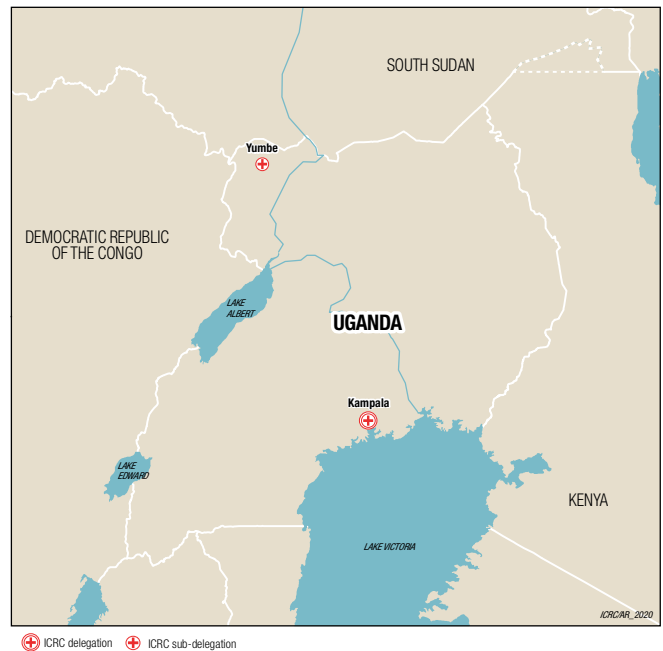 SOUTH SUDAN
Yumbe
DEMOCRATIC REPUBLIC
OF THE CONGO
LAKE
ALBERT
UGANDA
Kampala
LAKE
EDWARD
KENYA
LAKE VICTORIA
ICRC/AR_2020
ICRC delegation
ICRC sub-delegation